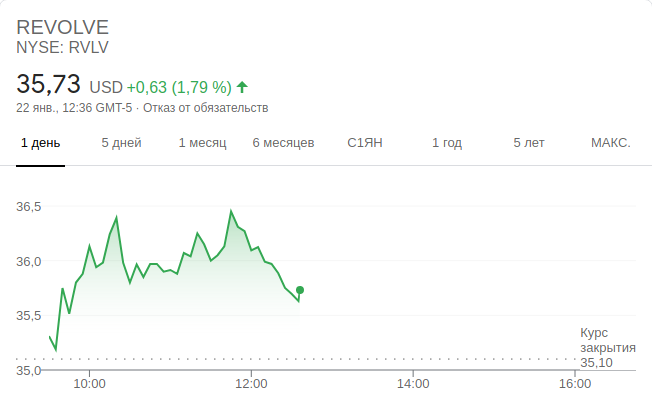 REVOLVE
NYSE: RVLV
35,73 USD +0,63 (1,79 %)
22 янв., 12:36 GMT-5 · Отказ от обязательств
1 день 5 дней 1 месяц 6 месяцев С1ЯН 1 год 5 лет МАКС.
36,5
36,0
35,5
35,0
Курс
закрытия
35,10
10:00 12:00 14:00 16:00